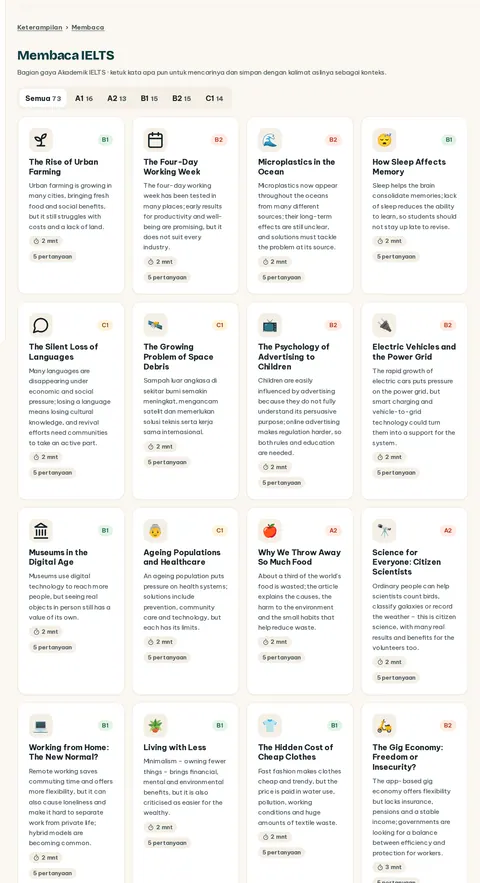 Keterampilan › Membaca
Membaca IELTS
Bagian gaya Akademik IELTS · ketuk kata apa pun untuk mencarinya dan simpan dengan kalimat aslinya sebagai konteks.
Semua 73 A1 16 A2 13 B1 15 B2 15 C1 14
B1
The Rise of Urban
Farming
Urban farming is growing in
many cities, bringing fresh
food and social benefits,
but it still struggles with
costs and a lack of land.
2 mnt
5 pertanyaan
B2
The Four-Day
Working Week
The four-day working
week has been tested in
many places; early results
for productivity and well-
being are promising, but it
does not suit every
industry.
2 mnt
5 pertanyaan
B2
Microplastics in the
Ocean
Microplastics now appear
throughout the oceans
from many different
sources; their long-term
effects are still unclear,
and solutions must tackle
the problem at its source.
2 mnt
5 pertanyaan
B1
How Sleep Affects
Memory
Sleep helps the brain
consolidate memories; lack
of sleep reduces the ability
to learn, so students should
not stay up late to revise.
2 mnt
5 pertanyaan
C1
The Silent Loss of
Languages
Many languages are
disappearing under
economic and social
pressure; losing a language
means losing cultural
knowledge, and revival
efforts need communities
to take an active part.
2 mnt
5 pertanyaan
C1
The Growing
Problem of Space
Debris
Sampah luar angkasa di
sekitar bumi semakin
meningkat, mengancam
satelit dan memerlukan
solusi teknis serta kerja
sama internasional.
2 mnt
5 pertanyaan
B2
The Psychology of
Advertising to
Children
Children are easily
influenced by advertising
because they do not fully
understand its persuasive
purpose; online advertising
makes regulation harder, so
both rules and education
are needed.
2 mnt
5 pertanyaan
B2
Electric Vehicles and
the Power Grid
The rapid growth of
electric cars puts pressure
on the power grid, but
smart charging and
vehicle-to-grid
technology could turn
them into a support for the
system.
2 mnt
5 pertanyaan
B1
Museums in the
Digital Age
Museums use digital
technology to reach more
people, but seeing real
objects in person still has a
value of its own.
2 mnt
5 pertanyaan
C1
Ageing Populations
and Healthcare
An ageing population puts
pressure on health systems;
solutions include
prevention, community
care and technology, but
each has its limits.
2 mnt
5 pertanyaan
A2
Why We Throw Away
So Much Food
About a third of the world's
food is wasted; the article
explains the causes, the
harm to the environment
and the small habits that
help reduce waste.
2 mnt
5 pertanyaan
A2
Science for
Everyone: Citizen
Scientists
Ordinary people can help
scientists count birds,
classify galaxies or record
the weather – this is citizen
science, with many real
results and benefits for the
volunteers too.
2 mnt
5 pertanyaan
B1
Working from Home:
The New Normal?
Remote working saves
commuting time and offers
more flexibility, but it can
also cause loneliness and
make it hard to separate
work from private life;
hybrid models are
becoming common.
2 mnt
5 pertanyaan
B1
Living with Less
Minimalism – owning fewer
things – brings financial,
mental and environmental
benefits, but it is also
criticised as easier for the
wealthy.
2 mnt
5 pertanyaan
B1
The Hidden Cost of
Cheap Clothes
Fast fashion makes clothes
cheap and trendy, but the
price is paid in water use,
pollution, working
conditions and huge
amounts of textile waste.
2 mnt
5 pertanyaan
B2
The Gig Economy:
Freedom or
Insecurity?
The app-based gig
economy offers flexibility
but lacks insurance,
pensions and a stable
income; governments are
looking for a balance
between efficiency and
protection for workers.
3 mnt
5 pertanyaan